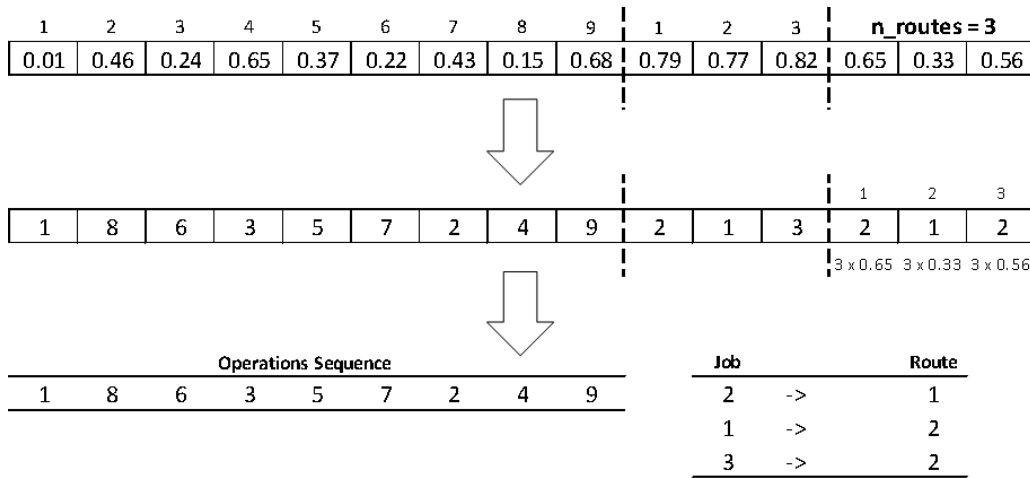 1 2 3 4 5 6 7 8 9 1 2 3 n_routes = 3
0.01 0.46 0.24 0.65 0.37 0.22 0.43 0.15 0.68 0.79 0.77 0.82 0.65 0.33 0.56
1 2 3
1 8 6 3 5 7 2 4 9 2 1 3 2 1 2
3 x 0.65 3 x 0.33 3 x 0.56
Operations Sequence Job Route
1 8 6 3 5 7 2 4 9 2 -> 1
1 -> 2
3 -> 2